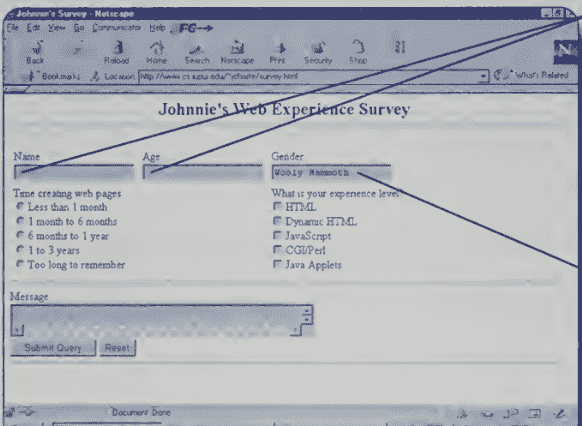 Johnnie's Survey - Netscape
File Edit View Go Communicator Help
Back Reload Home Search Netscape Print Security Shop
Bookmarks Location What's Related
Johnnie's Web Experience Survey
Name Age Gender
Wooly Mammoth
Time creating web pages What is your experience level?
Less than 1 month HTML
1 month to 6 months Dynamic HTML
6 months to 1 year JavaScript
1 to 3 years CGI/Perl
Too long to remember Java Applets
Message
Submit Query Reset
Document Done